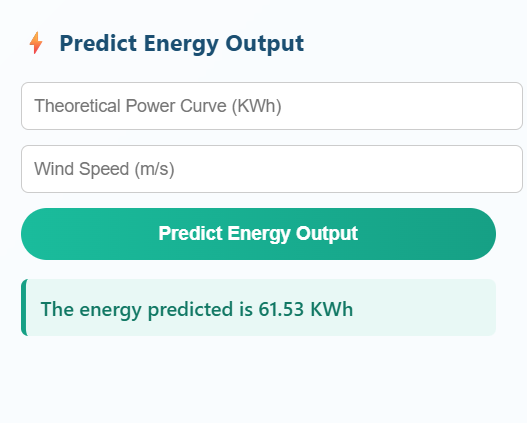 Predict Energy Output
Theoretical Power Curve (KWh)
Wind Speed (m/s)
Predict Energy Output
The energy predicted is 61.53 KWh